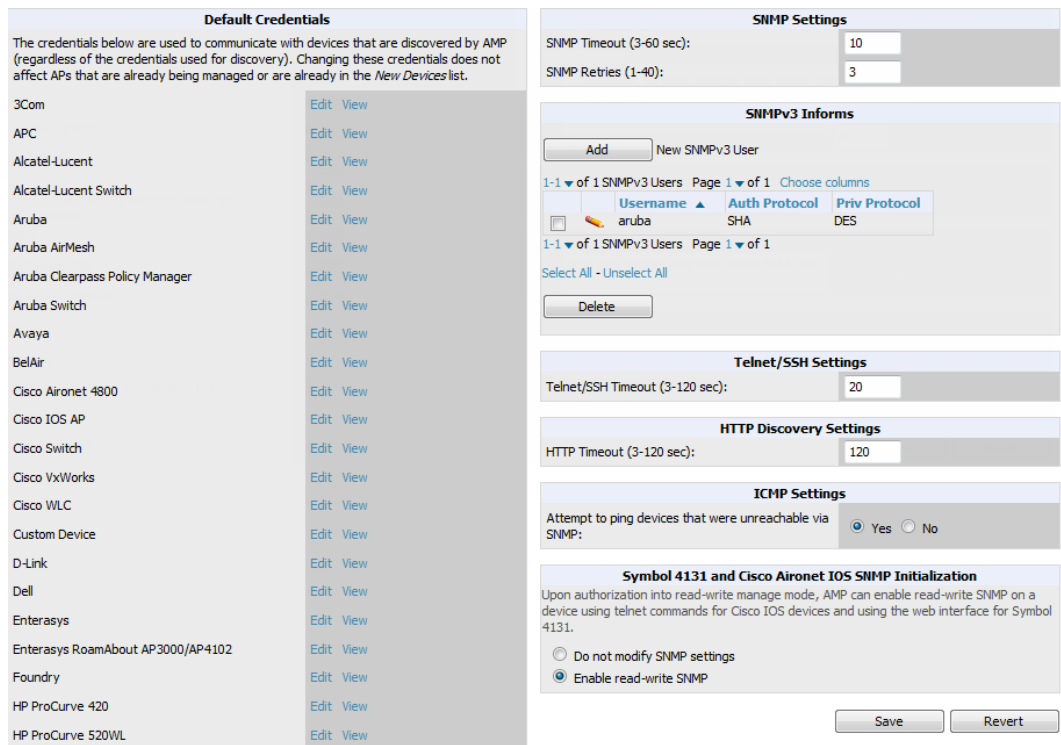 Default Credentials
The credentials below are used to communicate with devices that are discovered by AMP
(regardless of the credentials used for discovery). Changing these credentials does not
affect APs that are already being managed or are already in the New Devices list.
3Com Edit View
APC Edit View
Alcatel-Lucent Edit View
Alcatel-Lucent Switch Edit View
Aruba Edit View
Aruba AirMesh Edit View
Aruba Clearpass Policy Manager Edit View
Aruba Switch Edit View
Avaya Edit View
BelAir Edit View
Cisco Aironet 4800 Edit View
Cisco IOS AP Edit View
Cisco Switch Edit View
Cisco VxWorks Edit View
Cisco WLC Edit View
Custom Device Edit View
D-Link Edit View
Dell Edit View
Enterasys Edit View
Enterasys RoamAbout AP3000/AP4102 Edit View
Foundry Edit View
HP ProCurve 420 Edit View
HP ProCurve 520WL Edit View
SNMP Settings
SNMP Timeout (3-60 sec): 10
SNMP Retries (1-40): 3
SNMPv3 Informs
Add New SNMPv3 User
1-1 of 1 SNMPv3 Users Page 1 of 1 Choose columns
Username Auth Protocol Priv Protocol
aruba SHA DES
1-1 of 1 SNMPv3 Users Page 1 of 1
Select All - Unselect All
Delete
Telnet/SSH Settings
Telnet/SSH Timeout (3-120 sec): 20
HTTP Discovery Settings
HTTP Timeout (3-120 sec): 120
ICMP Settings
Attempt to ping devices that were unreachable via
SNMP:
Yes No
Symbol 4131 and Cisco Aironet IOS SNMP Initialization
Upon authorization into read-write manage mode, AMP can enable read-write SNMP on a
device using telnet commands for Cisco IOS devices and using the web interface for Symbol
4131.
Do not modify SNMP settings
Enable read-write SNMP
Save Revert